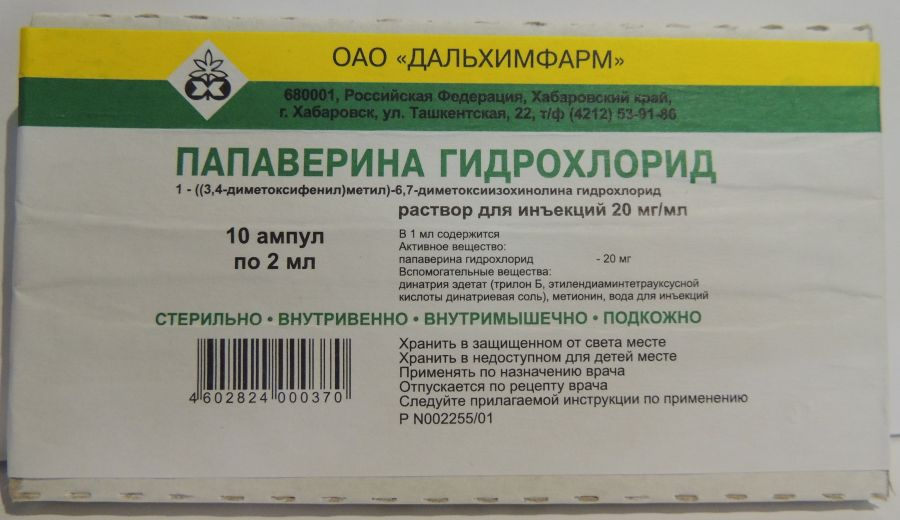 ОАО «ДАЛЬХИМФАРМ»
680001, Российская Федерация, Хабаровский край,
г. Хабаровск, ул. Ташкентская, 22, т/ф (4212) 53-91-86
ПАПАВЕРИНА ГИДРОХЛОРИД
1 - ((3,4-диметоксифенил)метил)-6,7-диметоксиизохинолина гидрохлорид
раствор для инъекций 20 мг/мл
10 ампул
по 2 мл
В 1 мл содержится
Активное вещество:
папаверина гидрохлорид - 20 мг
Вспомогательные вещества:
динатрия эдетат (трилон Б, этилендиаминтетрауксусной
кислоты динатриевая соль), метионин, вода для инъекций
СТЕРИЛЬНО • ВНУТРИВЕННО • ВНУТРИМЫШЕЧНО • ПОДКОЖНО
Хранить в защищенном от света месте
Хранить в недоступном для детей месте
Применять по назначению врача
Отпускается по рецепту врача
Следуйте прилагаемой инструкции по применению
Р N002255/01
4 602824 000370